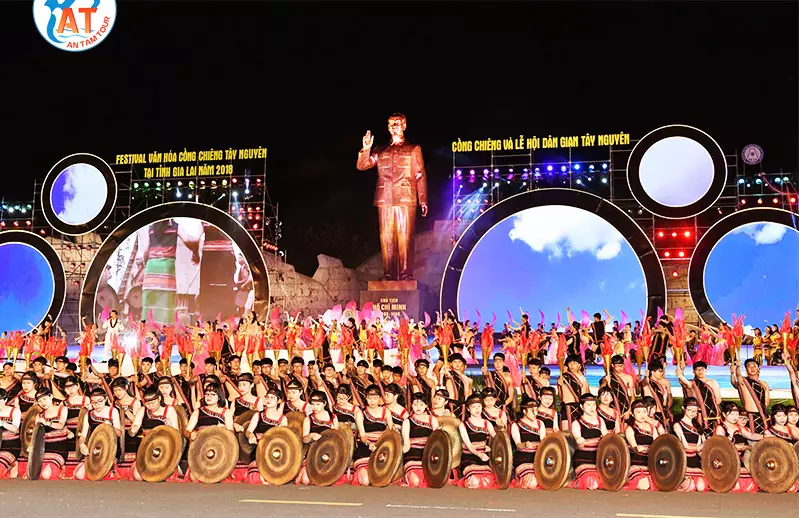 AT
AN TAM TOUR
FESTIVAL VĂN HÓA CỒNG CHIÊNG TÂY NGUYÊN
TẠI TỈNH GIA LAI NĂM 2018
CỒNG CHIÊNG VÀ LỄ HỘI DÂN GIAN TÂY NGUYÊN
CHỦ TỊCH
HỒ CHÍ MINH